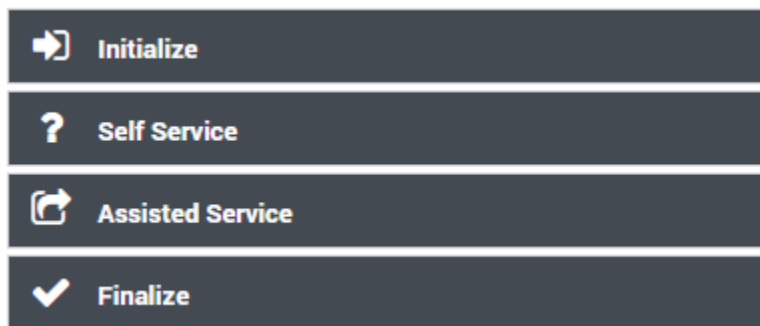 Initialize
Self Service
Assisted Service
Finalize